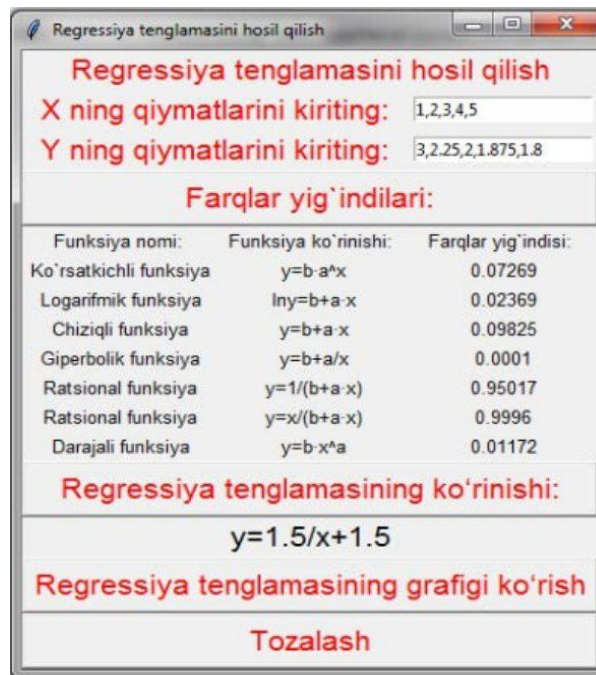 Regressiya tenglamasini hosil qilish
Regressiya tenglamasini hosil qilish
X ning qiymatlarini kiriting: 1,2,3,4,5
Y ning qiymatlarini kiriting: 3,2.25,2,1.875,1.8
Farqlar yig`indilari:
Funksiya nomi: Funksiya ko`rinishi: Farqlar yig`indisi:
Ko`rsatkichli funksiya y=b·a^x 0.07269
Logarifmik funksiya lny=b+a·x 0.02369
Chiziqli funksiya y=b+a·x 0.09825
Giperbolik funksiya y=b+a/x 0.0001
Ratsional funksiya y=1/(b+a·x) 0.95017
Ratsional funksiya y=x/(b+a·x) 0.9996
Darajali funksiya y=b·x^a 0.01172
Regressiya tenglamasining ko‘rinishi:
y=1.5/x+1.5
Regressiya tenglamasining grafigi ko‘rish
Tozalash